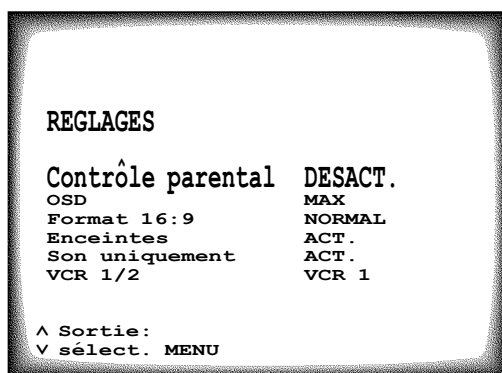 REGLAGES
Contrôle parental DESACT.
OSD MAX
Format 16:9 NORMAL
Enceintes ACT.
Son uniquement ACT.
VCR 1/2 VCR 1
∧ Sortie:
∨ sélect. MENU